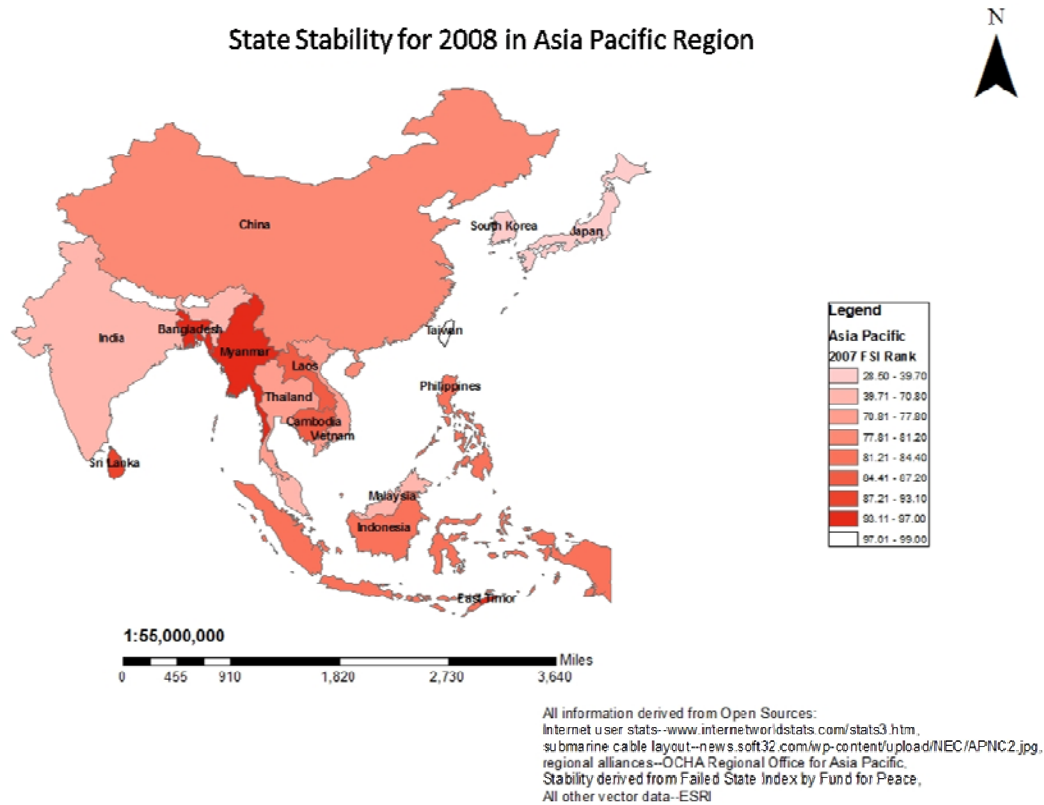 N
State Stability for 2008 in Asia Pacific Region
China
South Korea
Japan
India
Bangladesh
Myanmar
Taiwan
Laos
Thailand
Philippines
Cambodia
Vietnam
Sri Lanka
Malaysia
Indonesia
East Timor
Legend
Asia Pacific
2007 FSI Rank
28.50 - 39.70
39.71 - 70.80
70.81 - 77.80
77.81 - 81.20
81.21 - 84.40
84.41 - 87.20
87.21 - 93.10
93.11 - 97.00
97.01 - 99.00
1:55,000,000
Miles
0 455 910 1,820 2,730 3,640
All information derived from Open Sources:
Internet user stats--www.internetworldstats.com/stats3.htm,
submarine cable layout--news.soft32.com/wp-content/upload/NEC/APNC2.jpg,
regional alliances--OCHA Regional Office for Asia Pacific,
Stability derived from Failed State Index by Fund for Peace,
All other vector data--ESRI